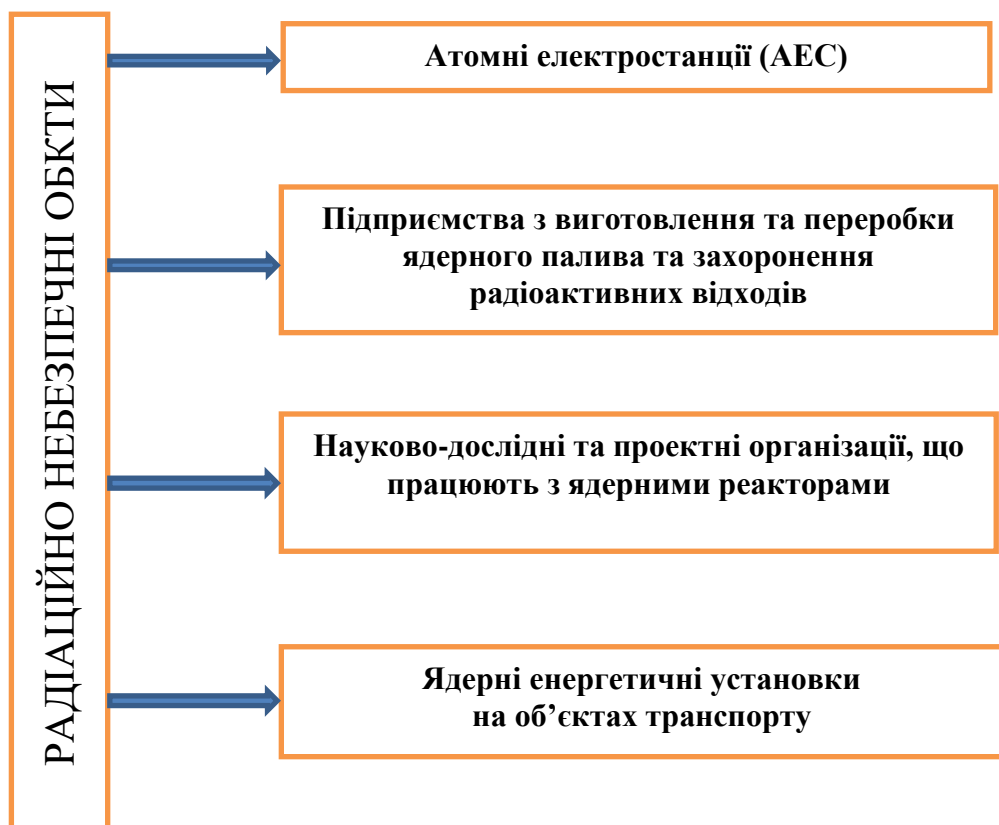 РАДІАЦІЙНО НЕБЕЗПЕЧНІ ОБКТИ
Атомні електростанції (АЕС)
Підприємства з виготовлення та переробки
ядерного палива та захоронення
радіоактивних відходів
Науково-дослідні та проектні організації, що
працюють з ядерними реакторами
Ядерні енергетичні установки
на об’єктах транспорту